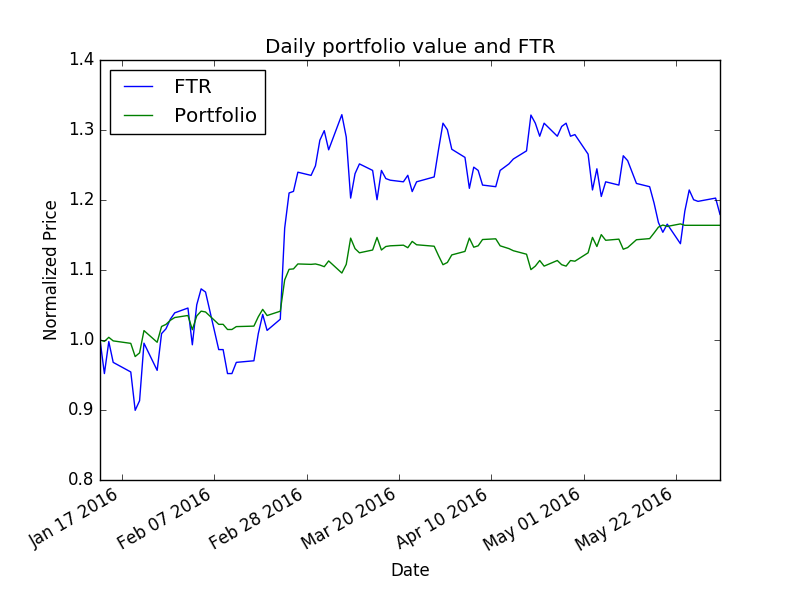 Daily portfolio value and FTR
1.4
1.3
1.2
1.1
1.0
0.9
0.8
Normalized Price
FTR
Portfolio
Jan 17 2016
Feb 07 2016
Feb 28 2016
Mar 20 2016
Apr 10 2016
May 01 2016
May 22 2016
Date